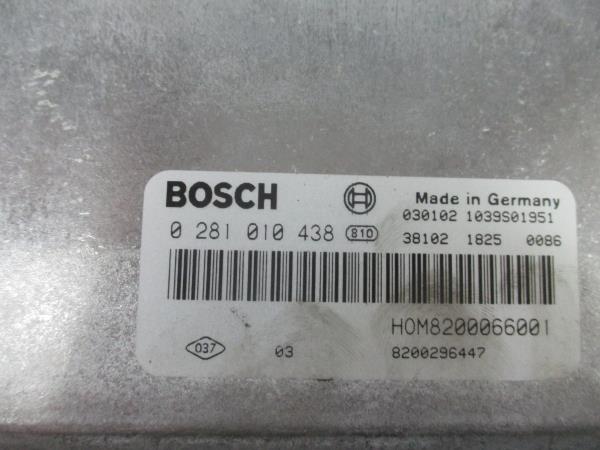 BOSCH
Made in Germany
030102 1039S01951
0 281 010 438 810
38102 1825 0086
HOM8200066001
037 03 8200296447